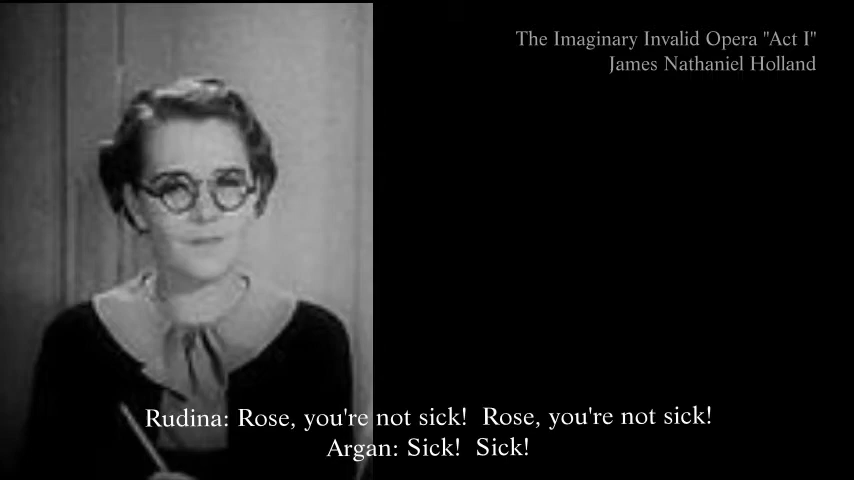 The Imaginary Invalid Opera "Act I"
James Nathaniel Holland
Rudina: Rose, you're not sick!  Rose, you're not sick!
Argan: Sick!  Sick!